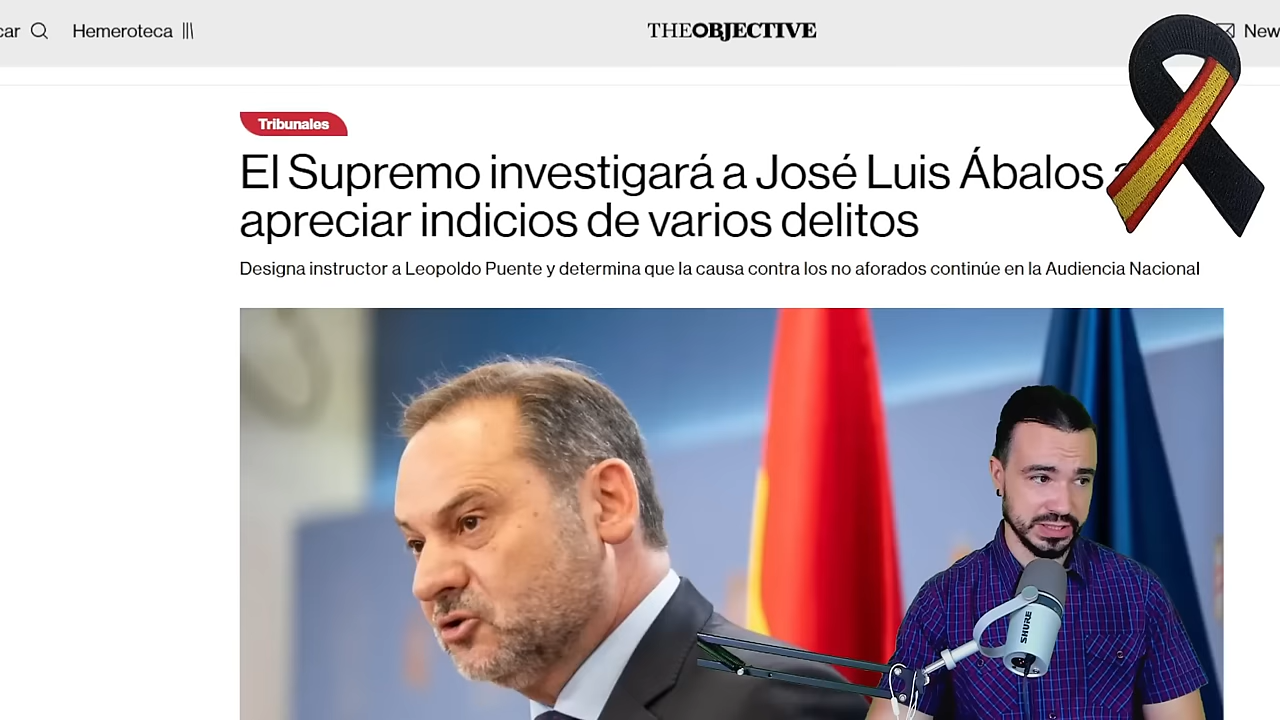 car Hemeroteca THEOBJECTIVE New
Tribunales
El Supremo investigará a José Luis Ábalos
apreciar indicios de varios delitos
Designa instructor a Leopoldo Puente y determina que la causa contra los no aforados continúe en la Audiencia Nacional
SHURE